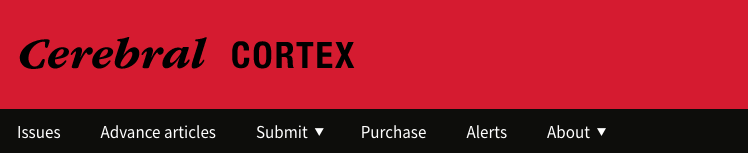 Cerebral CORTEX
Issues Advance articles Submit ▼ Purchase Alerts About ▼